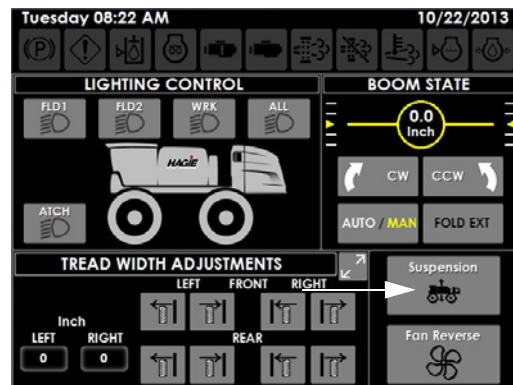 Tuesday 08:22 AM 10/22/2013
(P)
LIGHTING CONTROL
FLD1 FLD2 WRK ALL
HAGIE
ATCH
BOOM STATE
0.0
Inch
CW CCW
AUTO / MAN FOLD EXT
TREAD WIDTH ADJUSTMENTS
LEFT FRONT RIGHT
Inch
LEFT RIGHT
0 0
REAR
Suspension
Fan Reverse